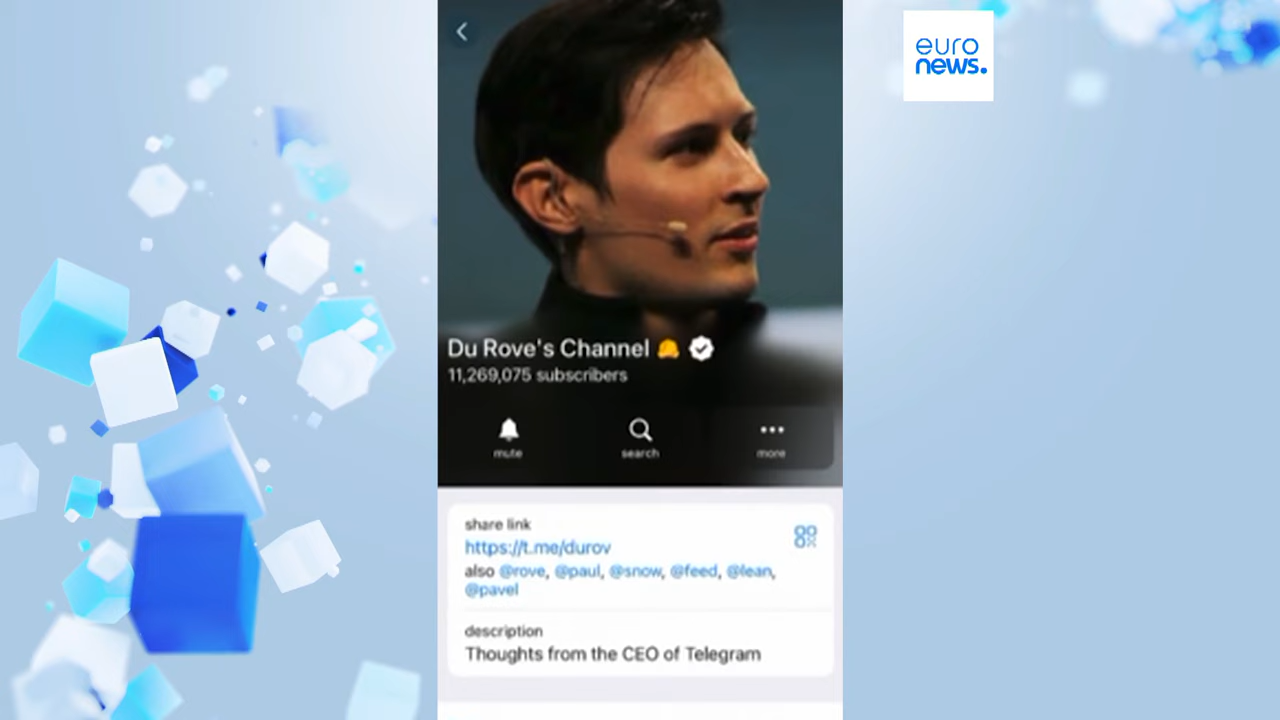 euro
news.
Du Rove's Channel
11,269,075 subscribers
mute
search
more
share link
https://t.me/durov
also @rove, @paul, @snow, @feed, @lean,
@pavel
description
Thoughts from the CEO of Telegram